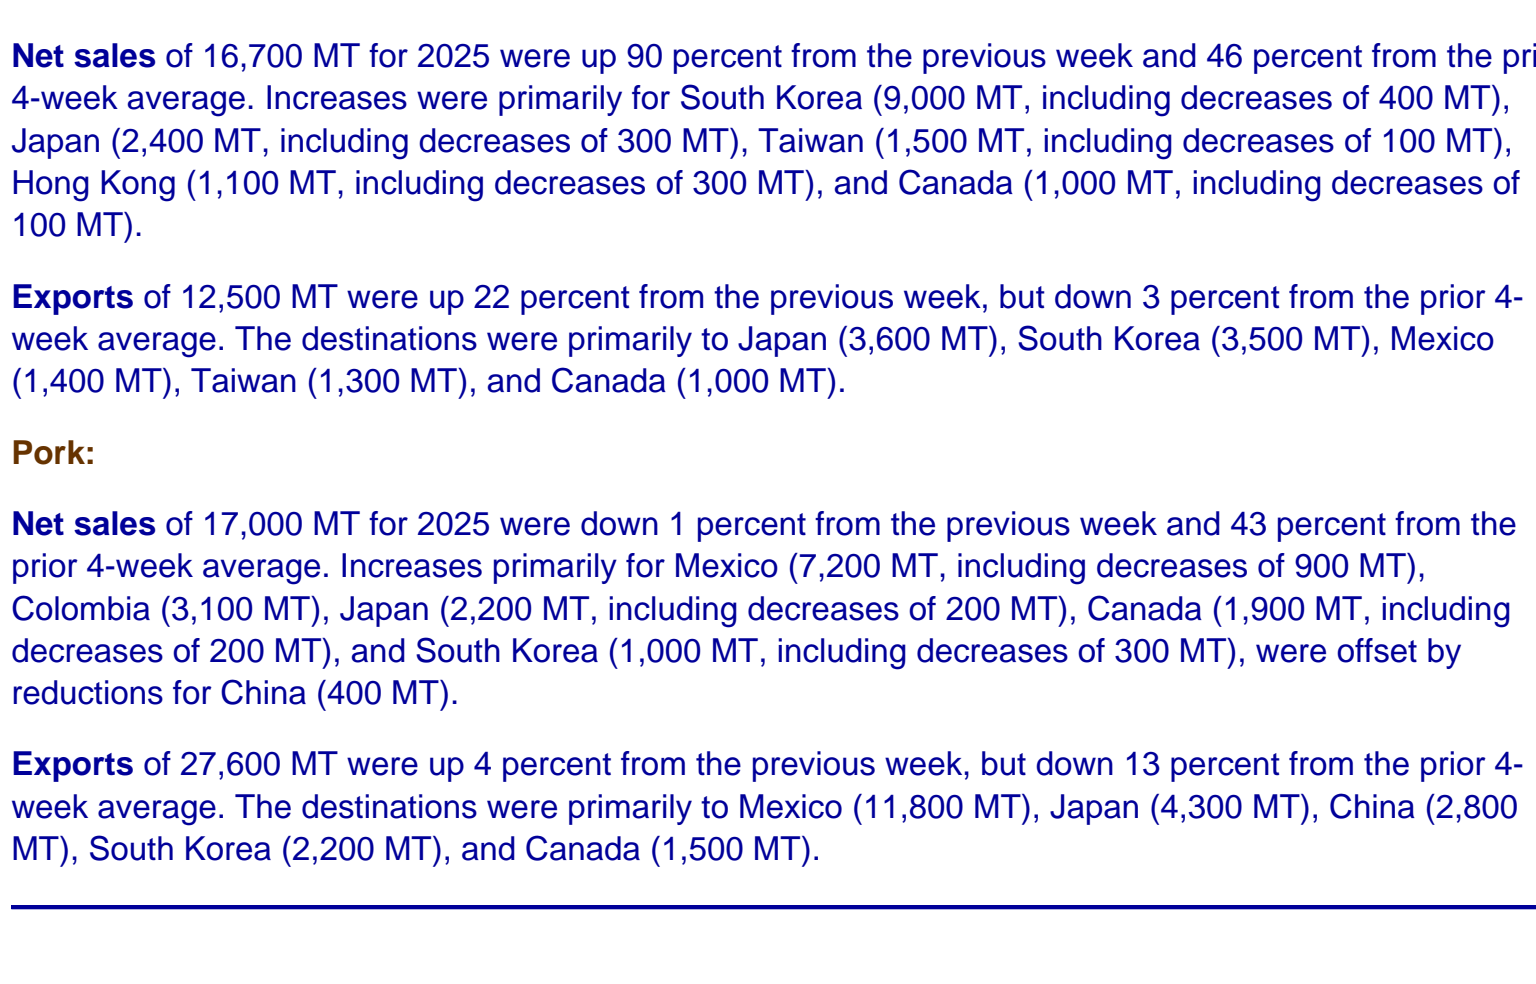 Net sales of 16,700 MT for 2025 were up 90 percent from the previous week and 46 percent from the
4-week average. Increases were primarily for South Korea (9,000 MT, including decreases of 400 MT),
Japan (2,400 MT, including decreases of 300 MT), Taiwan (1,500 MT, including decreases of 100 MT),
Hong Kong (1,100 MT, including decreases of 300 MT), and Canada (1,000 MT, including decreases of
100 MT).
Exports of 12,500 MT were up 22 percent from the previous week, but down 3 percent from the prior 4-
week average. The destinations were primarily to Japan (3,600 MT), South Korea (3,500 MT), Mexico
(1,400 MT), Taiwan (1,300 MT), and Canada (1,000 MT).
Pork:
Net sales of 17,000 MT for 2025 were down 1 percent from the previous week and 43 percent from the
prior 4-week average. Increases primarily for Mexico (7,200 MT, including decreases of 900 MT),
Colombia (3,100 MT), Japan (2,200 MT, including decreases of 200 MT), Canada (1,900 MT, including
decreases of 200 MT), and South Korea (1,000 MT, including decreases of 300 MT), were offset by
reductions for China (400 MT).
Exports of 27,600 MT were up 4 percent from the previous week, but down 13 percent from the prior 4-
week average. The destinations were primarily to Mexico (11,800 MT), Japan (4,300 MT), China (2,800
MT), South Korea (2,200 MT), and Canada (1,500 MT).